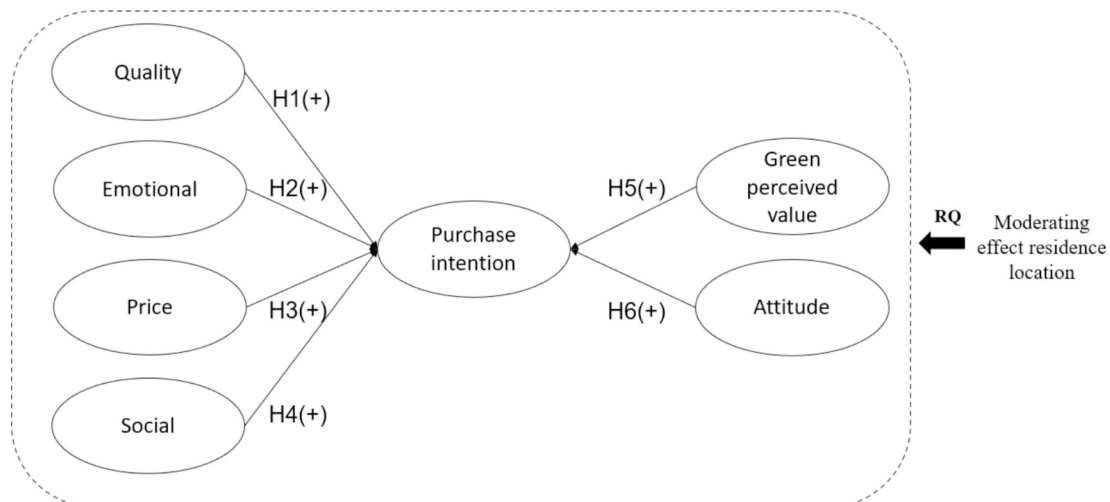 Quality
H1(+)
Emotional
H2(+)
Price
H3(+)
Social
H4(+)
Purchase
intention
H5(+)
Green
perceived
value
H6(+)
Attitude
RQ
Moderating
effect residence
location